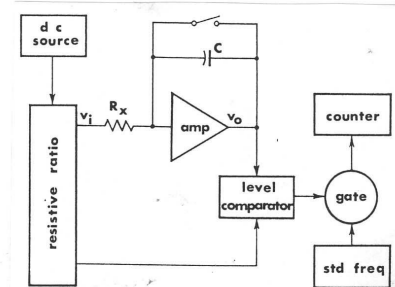 d c
source
C
v_i
R_x
amp
v_o
counter
resistive ratio
level
comparator
gate
std freq